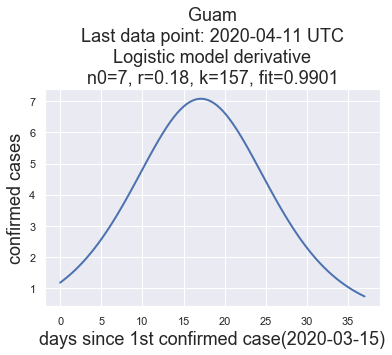 Guam
Last data point: 2020-04-11 UTC
Logistic model derivative
n0=7, r=0.18, k=157, fit=0.9901
7
6
5
4
3
2
1
confirmed cases
0 5 10 15 20 25 30 35
days since 1st confirmed case(2020-03-15)